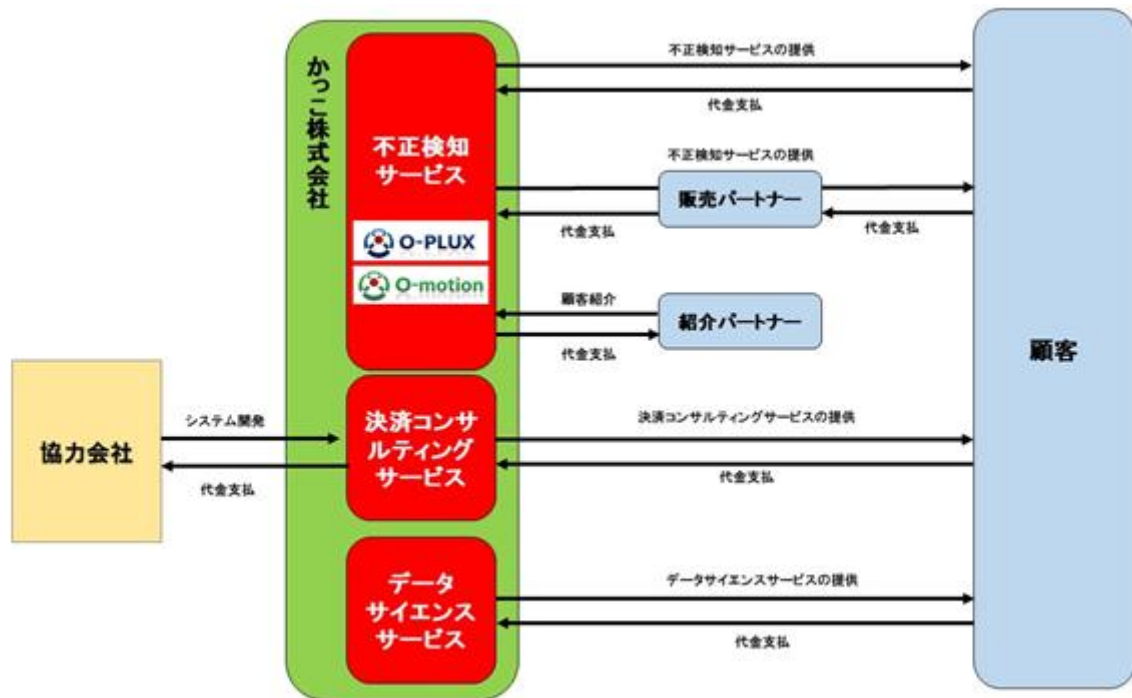 かっこ株式会社
不正検知
サービス
O-PLUX
O-motion
不正検知サービスの提供
代金支払
不正検知サービスの提供
販売パートナー
代金支払
代金支払
顧客紹介
紹介パートナー
代金支払
顧客
協力会社
システム開発
代金支払
決済コンサ
ルティング
サービス
決済コンサルティングサービスの提供
代金支払
データ
サイエンス
サービス
データサイエンスサービスの提供
代金支払